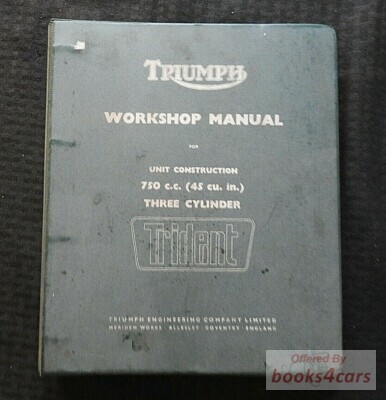 TRIUMPH
WORKSHOP MANUAL
FOR
UNIT CONSTRUCTION
750 c.c. (45 cu. in.)
THREE CYLINDER
Trident
TRIUMPH ENGINEERING COMPANY LIMITED
MERIDEN WORKS ALLESLEY COVENTRY ENGLAND
Offered By
books4cars